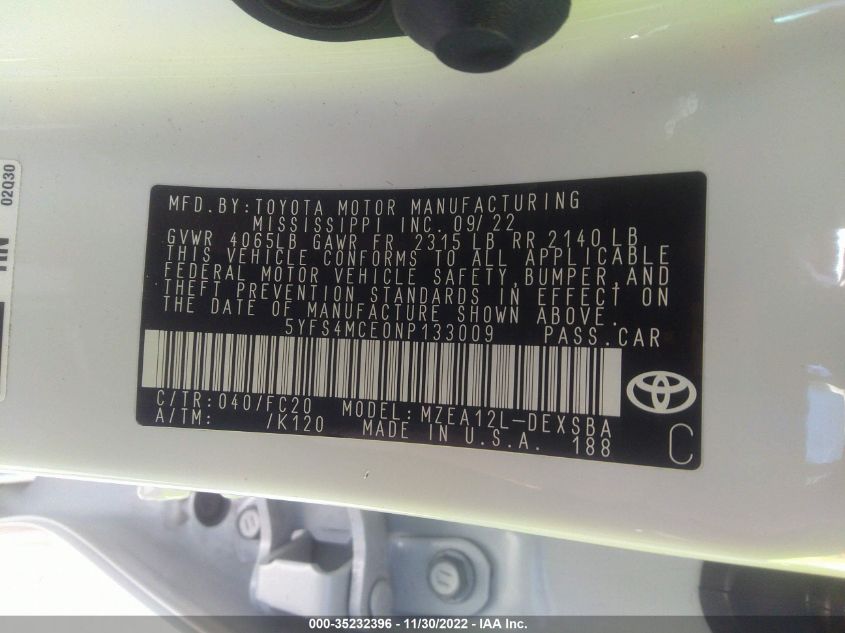 MFD. BY: TOYOTA MOTOR MANUFACTURING
MISSISSIPPI INC. 09/22
GVWR 4065LB GAWR FR 2315 LB RR 2140 LB
THIS VEHICLE CONFORMS TO ALL APPLICABLE
FEDERAL MOTOR VEHICLE SAFETY, BUMPER, AND
THEFT PREVENTION STANDARDS IN EFFECT ON
THE DATE OF MANUFACTURE SHOWN ABOVE.
5YFS4MCE0NP133009 PASS. CAR
C/TR: 040/FC20 MODEL: MZEA12L-DEXSBA
A/TM: /K120 MADE IN U.S.A. 188
C
02Q30
000-35232396 - 11/30/2022 - IAA Inc.